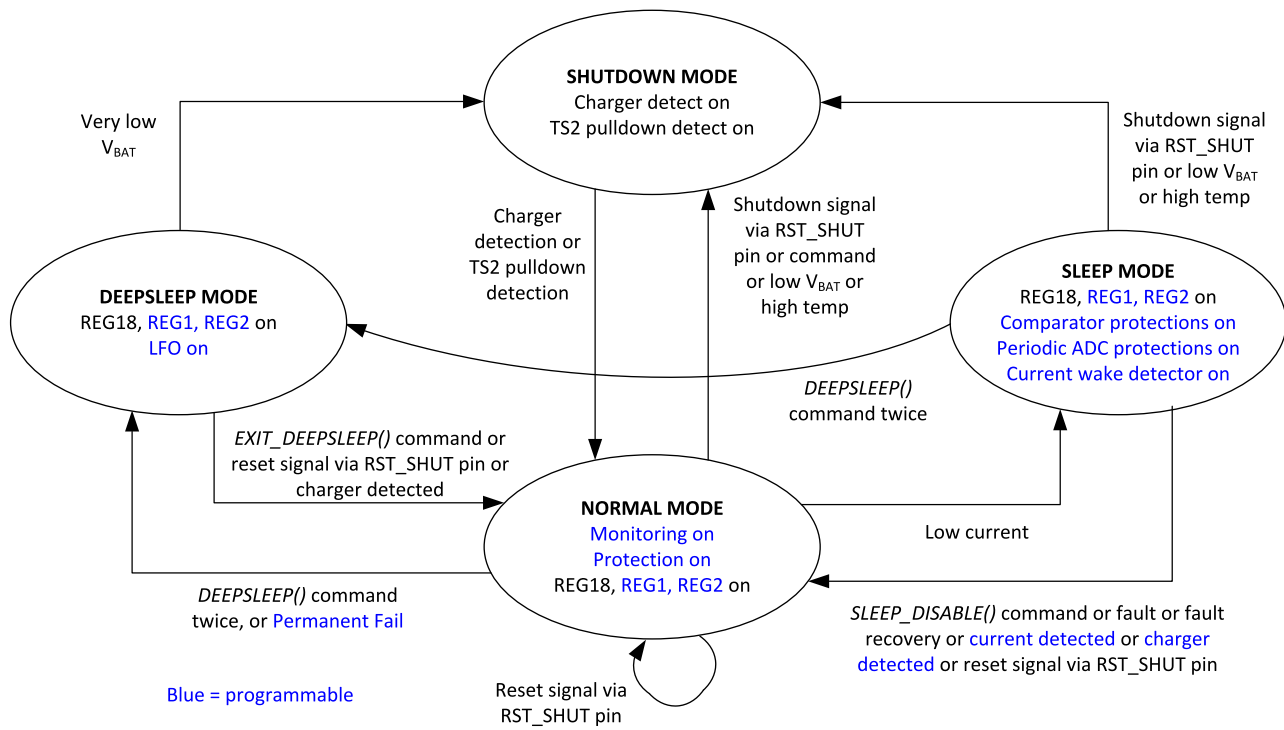 SHUTDOWN MODE
Charger detect on
TS2 pulldown detect on
Very low
VBAT
Shutdown signal
via RST_SHUT
pin or low VBAT
or high temp
Charger
detection or
TS2 pulldown
detection
Shutdown signal
via RST_SHUT
pin or command
or low VBAT or
high temp
DEEPSLEEP MODE
REG18, REG1, REG2 on
LFO on
SLEEP MODE
REG18, REG1, REG2 on
Comparator protections on
Periodic ADC protections on
Current wake detector on
DEEPSLEEP()
command twice
EXIT_DEEPSLEEP() command or
reset signal via RST_SHUT pin or
charger detected
NORMAL MODE
Monitoring on
Protection on
REG18, REG1, REG2 on
Low current
DEEPSLEEP() command
twice, or Permanent Fail
SLEEP_DISABLE() command or fault or fault
recovery or current detected or charger
detected or reset signal via RST_SHUT pin
Blue = programmable
Reset signal via
RST_SHUT pin